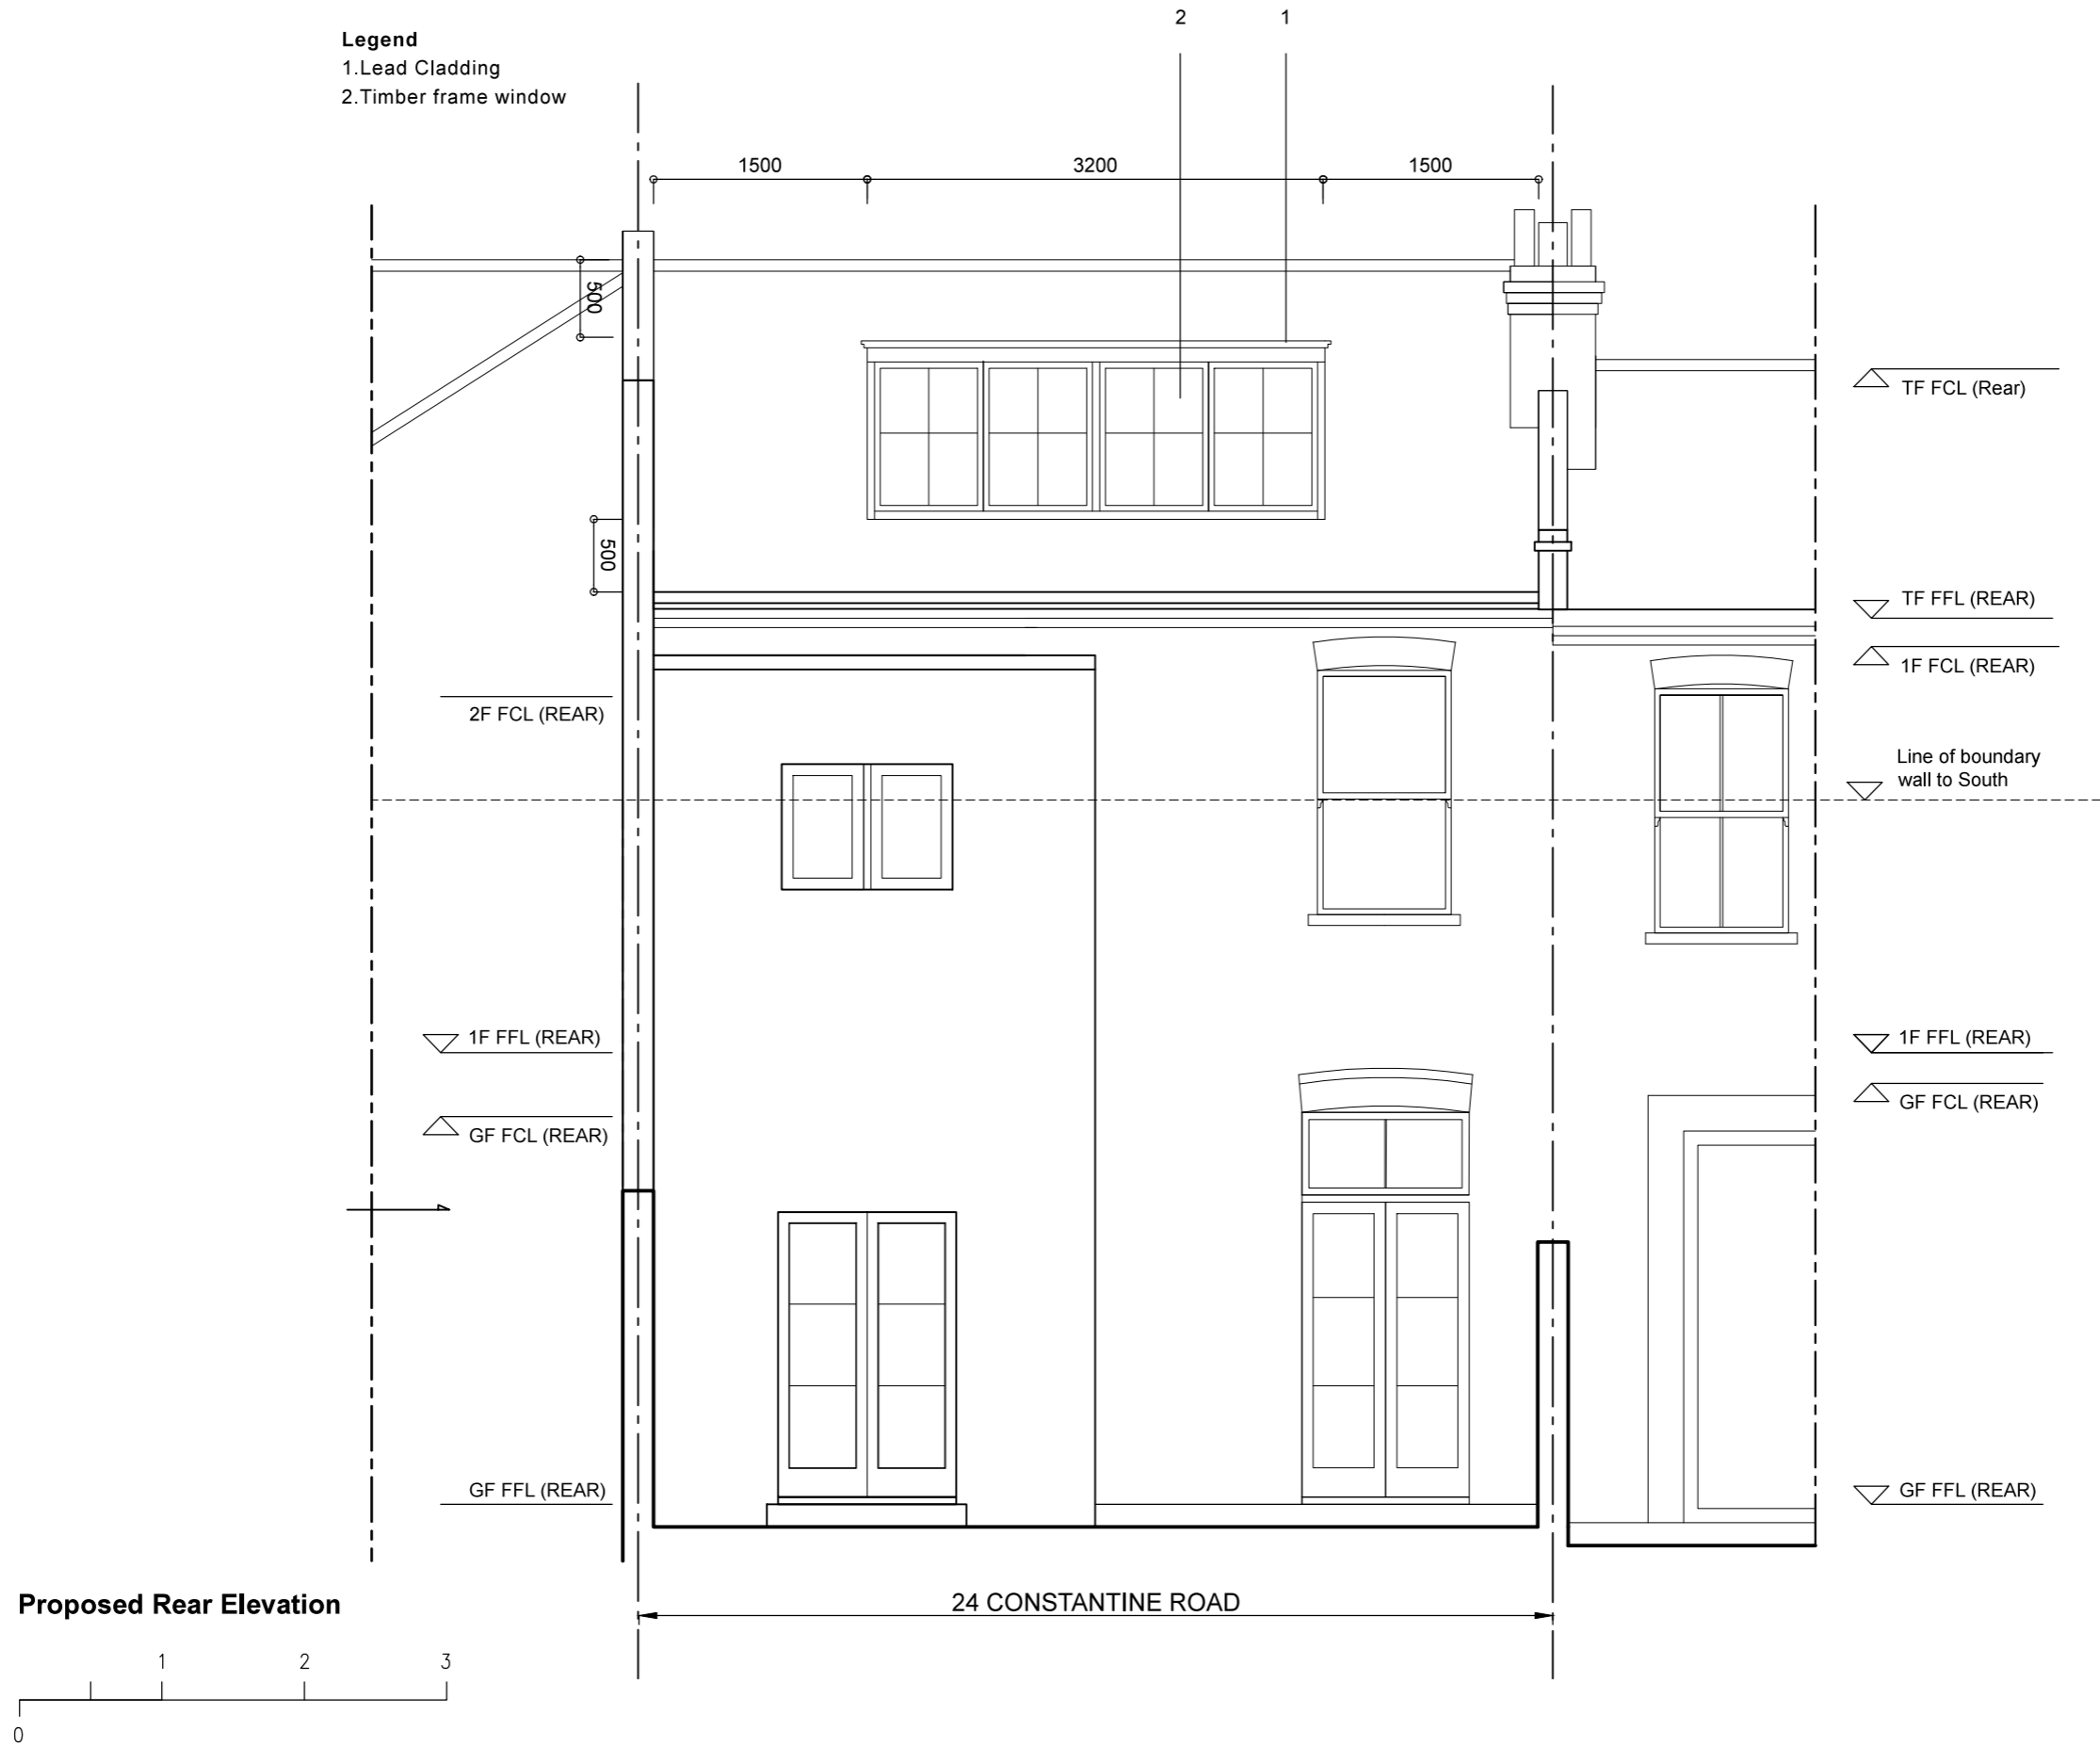 2
1
Legend
1.Lead Cladding
2.Timber frame window
1500
3200
1500
500
TF FCL (Rear)
500
TF FFL (REAR)
1F FCL (REAR)
2F FCL (REAR)
Line of boundary
wall to South
1F FFL (REAR)
1F FFL (REAR)
GF FCL (REAR)
GF FCL (REAR)
GF FFL (REAR)
GF FFL (REAR)
24 CONSTANTINE ROAD
Proposed Rear Elevation
1
2
3
0